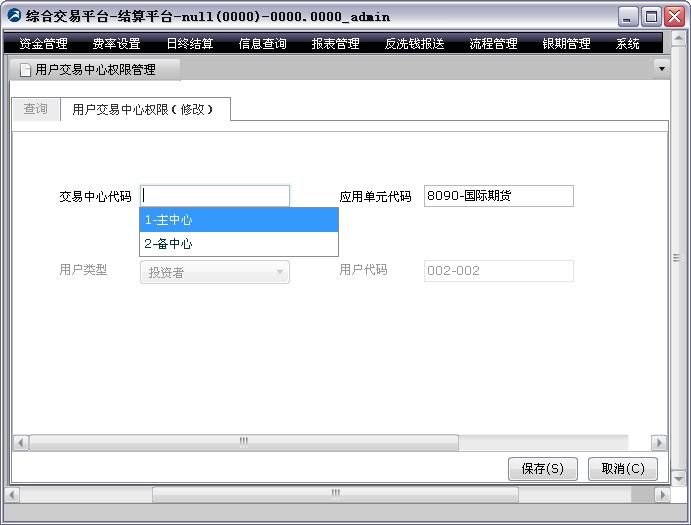 综合交易平台-结算平台-null(0000)-0000.0000_admin
资金管理 费率设置 日终结算 信息查询 报表管理 反洗钱报送 流程管理 银期管理 系统
用户交易中心权限管理
查询 用户交易中心权限(修改)
交易中心代码 应用单元代码 8090-国际期货
1-主中心
2-备中心
用户类型 投资者 用户代码 002-002
保存(S) 取消(C)